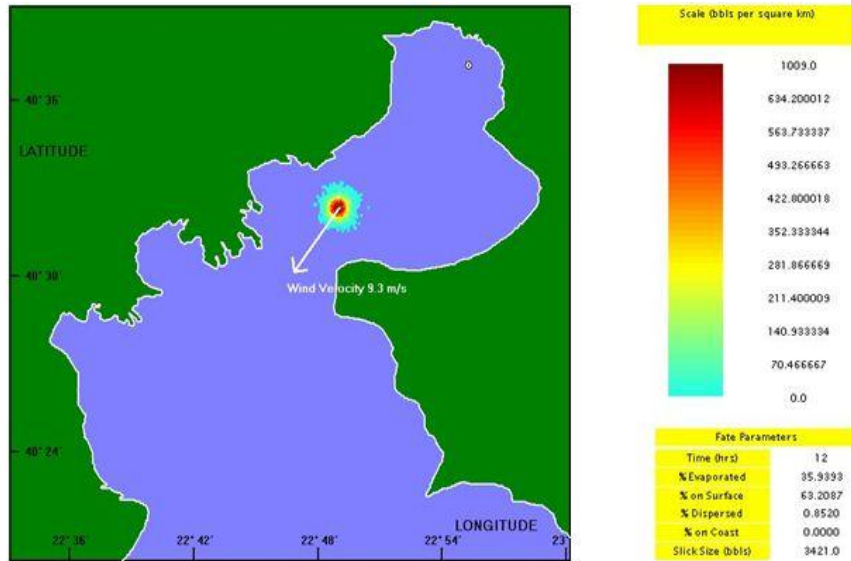 Scale (bbls per square km)
1009.0
634.200012
563.733337
493.266663
422.800018
352.333344
281.866669
211.400009
140.933334
70.466667
0.0
40° 36'
LATITUDE
40° 30'
Wind Velocity 9.3 m/s
40° 24'
LONGITUDE
22° 36' 22° 42' 22° 48' 22° 54' 23°
Fate Parameters
Time (hrs) 12
% Evaporated 35.9393
% on Surface 63.2087
% Dispersed 0.8520
% on Coast 0.0000
Slick Size (bbls) 3421.0